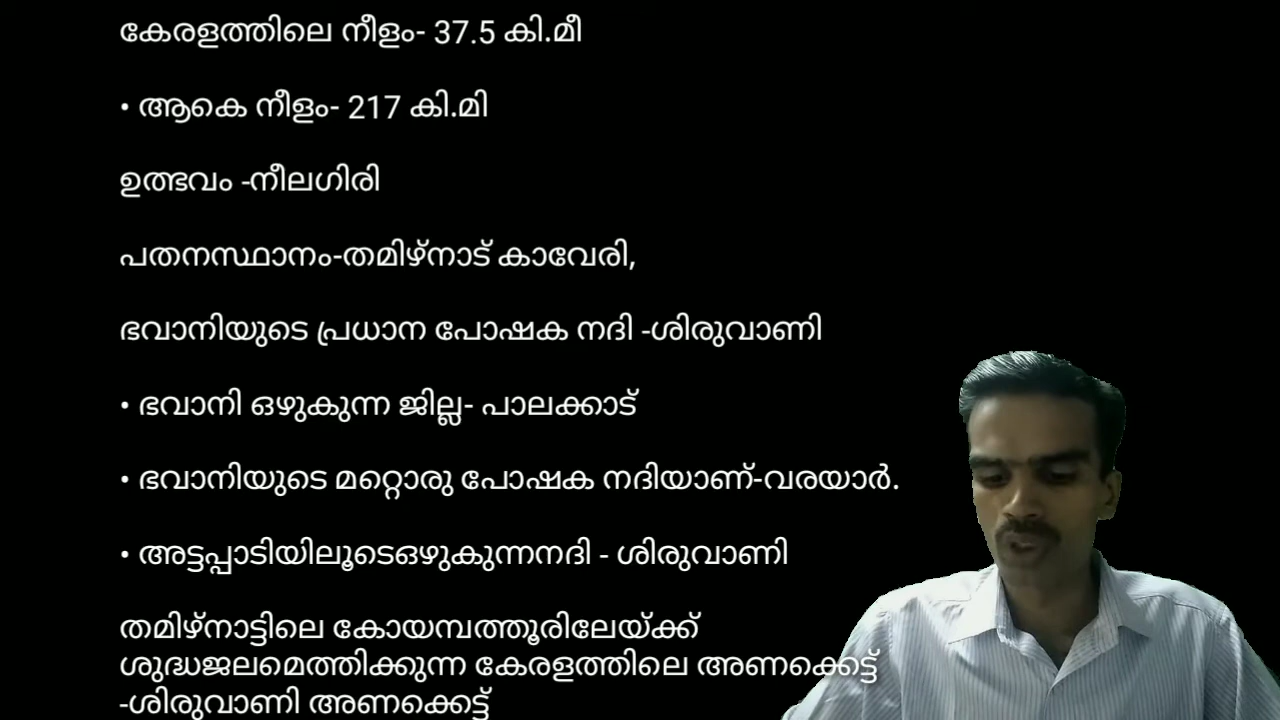 കേരളത്തിലെ നീളം- 37.5 കി.മീ
• ആകെ നീളം- 217 കി.മി
ഉത്ഭവം -നീലഗിരി
പതനസ്ഥാനം-തമിഴ്നാട് കാവേരി,
ഭവാനിയുടെ പ്രധാന പോഷക നദി -ശിരുവാണി
• ഭവാനി ഒഴുകുന്ന ജില്ല- പാലക്കാട്
• ഭവാനിയുടെ മറ്റൊരു പോഷക നദിയാണ്-വരയാർ.
• അട്ടപ്പാടിയിലൂടെഒഴുകുന്നനദി - ശിരുവാണി
തമിഴ്നാട്ടിലെ കോയമ്പത്തൂരിലേയ്ക്ക്
ശുദ്ധജലമെത്തിക്കുന്ന കേരളത്തിലെ അണക്കെട്ട്
-ശിരുവാണി അണക്കെട്ട്